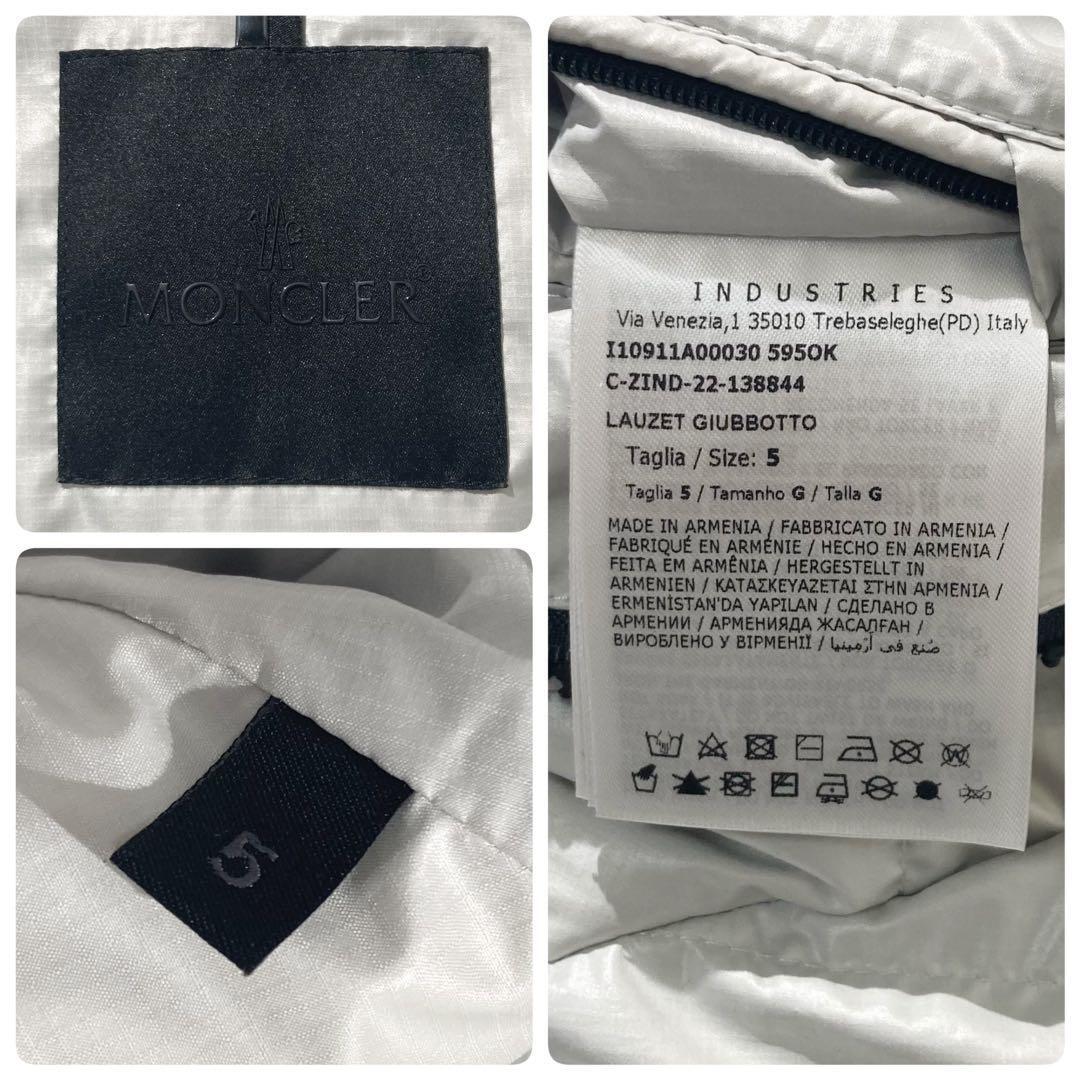 MONCLER®
5
INDUSTRIES
Via Venezia,1 35010 Trebaseleghe(PD) Italy
I10911A00030 595OK
C-ZIND-22-138844
LAUZET GIUBBOTTO
Taglia / Size: 5
Taglia 5 / Tamanho G / Talla G
MADE IN ARMENIA / FABBRICATO IN ARMENIA /
FABRIQUÉ EN ARMÉNIE / HECHO EN ARMENIA /
FEITA EM ARMÊNIA / HERGESTELLT IN
ARMENIEN / ΚΑΤΑΣΚΕΥΑΖΕΤΑΙ ΣΤΗΝ ΑΡΜΕΝΙΑ /
ERMENİSTAN'DA YAPILAN / СДЕЛАНО В
АРМЕНИИ / АРМЕНИЯДА ЖАСАЛҒАН /
ВИРОБЛЕНО У ВІРМЕНІЇ / صُنِع في أرْمِينيا